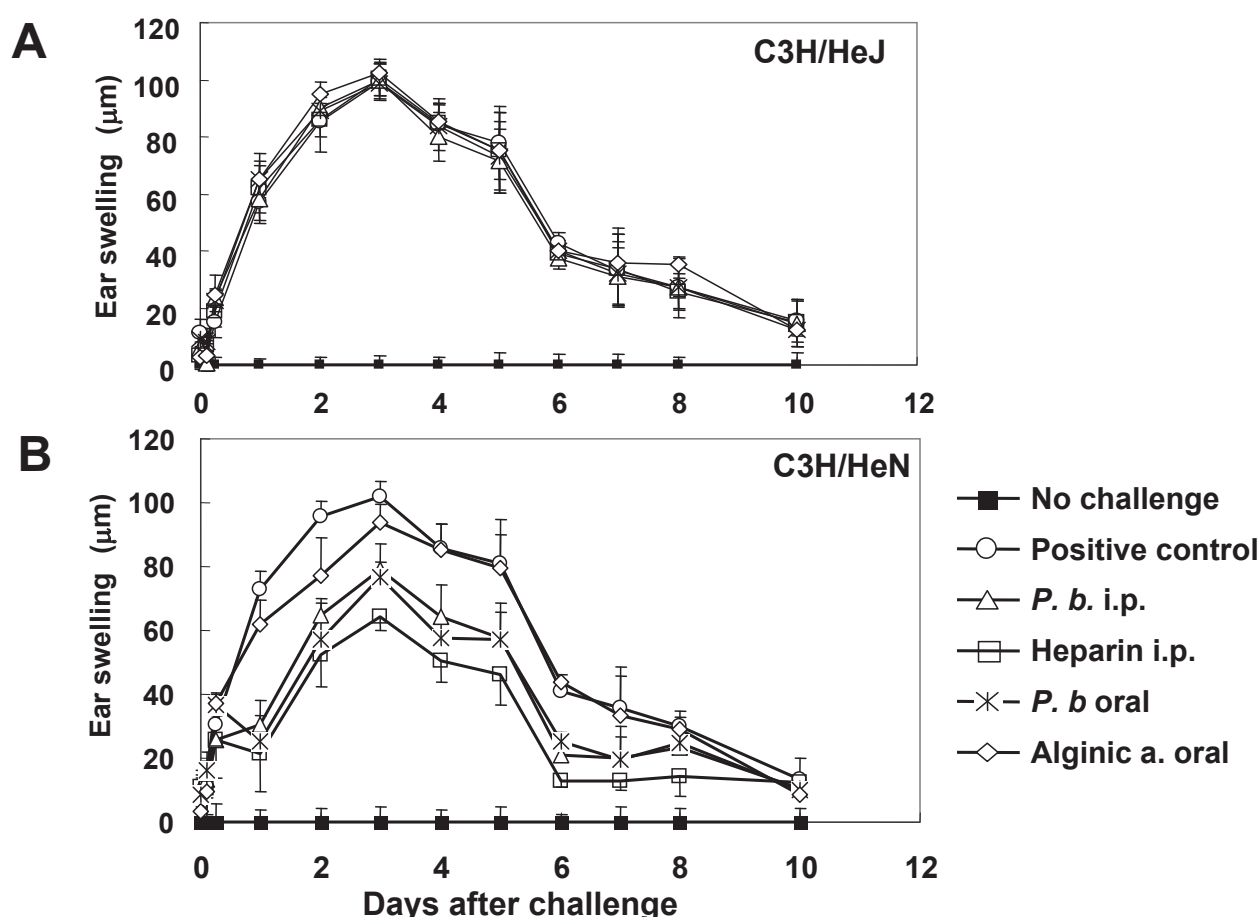 A
C3H/HeJ
Ear swelling (µm)
120
100
80
60
40
20
0
0 2 4 6 8 10 12
B
C3H/HeN
Ear swelling (µm)
120
100
80
60
40
20
0
0 2 4 6 8 10 12
Days after challenge
No challenge
Positive control
P. b. i.p.
Heparin i.p.
P. b oral
Alginic a. oral